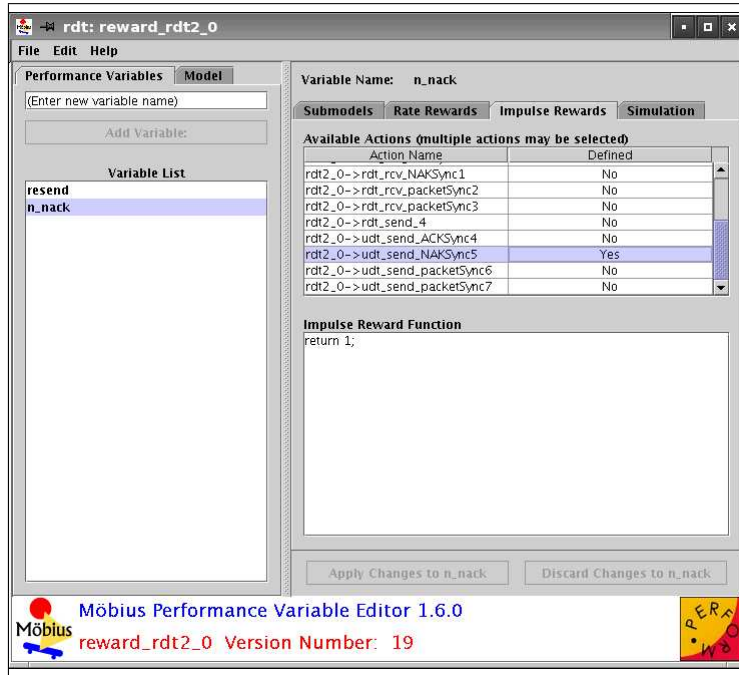 rdt: reward_rdt2_0
File Edit Help
Performance Variables Model
(Enter new variable name)
Add Variable:
Variable List
resend
n_nack
Variable Name: n_nack
Submodels Rate Rewards Impulse Rewards Simulation
Available Actions (multiple actions may be selected)
Action Name Defined
rdt2_0->rdt_rcv_NAKSync1 No
rdt2_0->rdt_rcv_packetSync2 No
rdt2_0->rdt_rcv_packetSync3 No
rdt2_0->rdt_send_4 No
rdt2_0->udt_send_ACKSync4 No
rdt2_0->udt_send_NAKSync5 Yes
rdt2_0->udt_send_packetSync6 No
rdt2_0->udt_send_packetSync7 No
Impulse Reward Function
return 1;
Apply Changes to n_nack Discard Changes to n_nack
Möbius
Möbius Performance Variable Editor 1.6.0
reward_rdt2_0 Version Number: 19
PERFORM